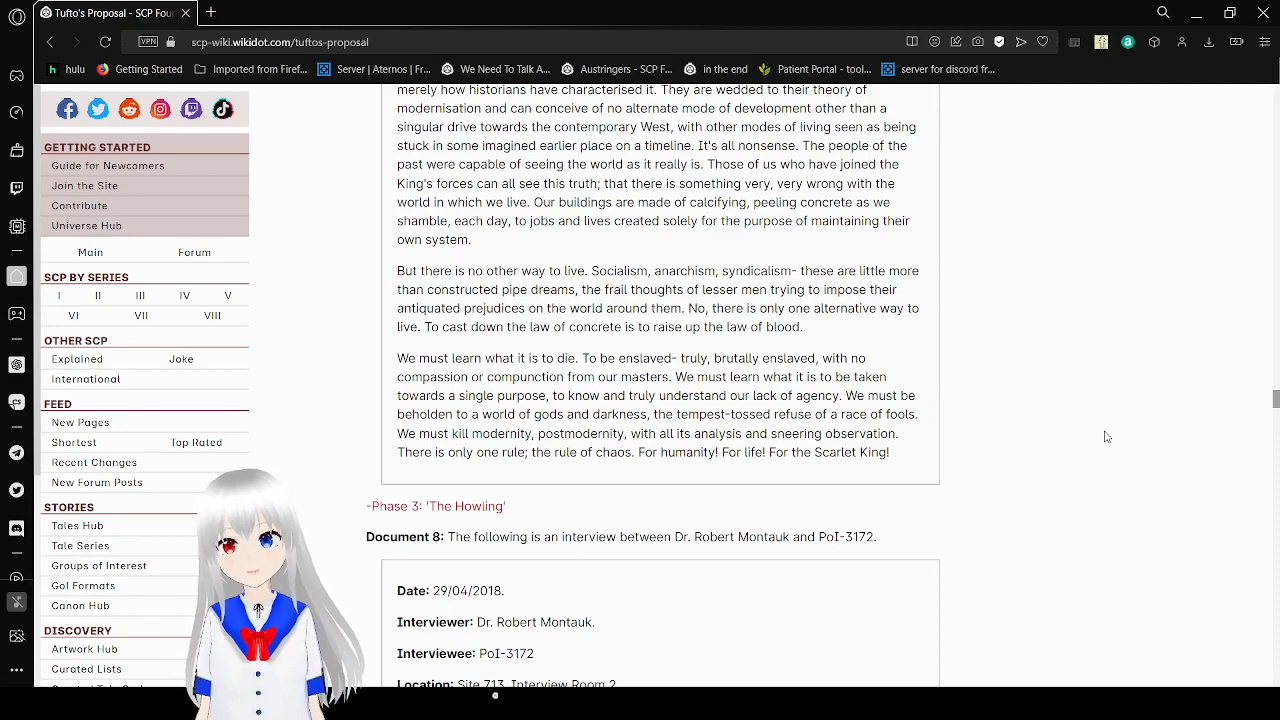 Tufto's Proposal - SCP Fou
scp-wiki.wikidot.com/tuftos-proposal
VPN
hulu
Getting Started
Imported from Firef...
Server | Aternos | Fr...
We Need To Talk A...
Austringers - SCP F...
in the end
Patient Portal - tool...
server for discord fr...
GETTING STARTED
Guide for Newcomers
Join the Site
Contribute
Universe Hub
Main Forum
SCP BY SERIES
I II III IV V
VI VII VIII
OTHER SCP
Explained Joke
International
FEED
New Pages
Shortest Top Rated
Recent Changes
New Forum Posts
STORIES
Tales Hub
Tale Series
Groups of Interest
GoI Formats
Canon Hub
DISCOVERY
Artwork Hub
Curated Lists
merely how historians have characterised it. They are wedded to their theory of
modernisation and can conceive of no alternate mode of development other than a
singular drive towards the contemporary West, with other modes of living seen as being
stuck in some imagined earlier place on a timeline. It's all nonsense. The people of the
past were capable of seeing the world as it really is. Those of us who have joined the
King's forces can all see this truth; that there is something very, very wrong with the
world in which we live. Our buildings are made of calcifying, peeling concrete as we
shamble, each day, to jobs and lives created solely for the purpose of maintaining their
own system.
But there is no other way to live. Socialism, anarchism, syndicalism- these are little more
than constructed pipe dreams, the frail thoughts of lesser men trying to impose their
antiquated prejudices on the world around them. No, there is only one alternative way to
live. To cast down the law of concrete is to raise up the law of blood.
We must learn what it is to die. To be enslaved- truly, brutally enslaved, with no
compassion or compunction from our masters. We must learn what it is to be taken
towards a single purpose, to know and truly understand our lack of agency. We must be
beholden to a world of gods and darkness, the tempest-tossed refuse of a race of fools.
We must kill modernity, postmodernity, with all its analysis and sneering observation.
There is only one rule; the rule of chaos. For humanity! For life! For the Scarlet King!
-Phase 3: 'The Howling'
Document 8: The following is an interview between Dr. Robert Montauk and PoI-3172.
Date: 29/04/2018.
Interviewer: Dr. Robert Montauk.
Interviewee: PoI-3172
Location: Site 713, Interview Room 2